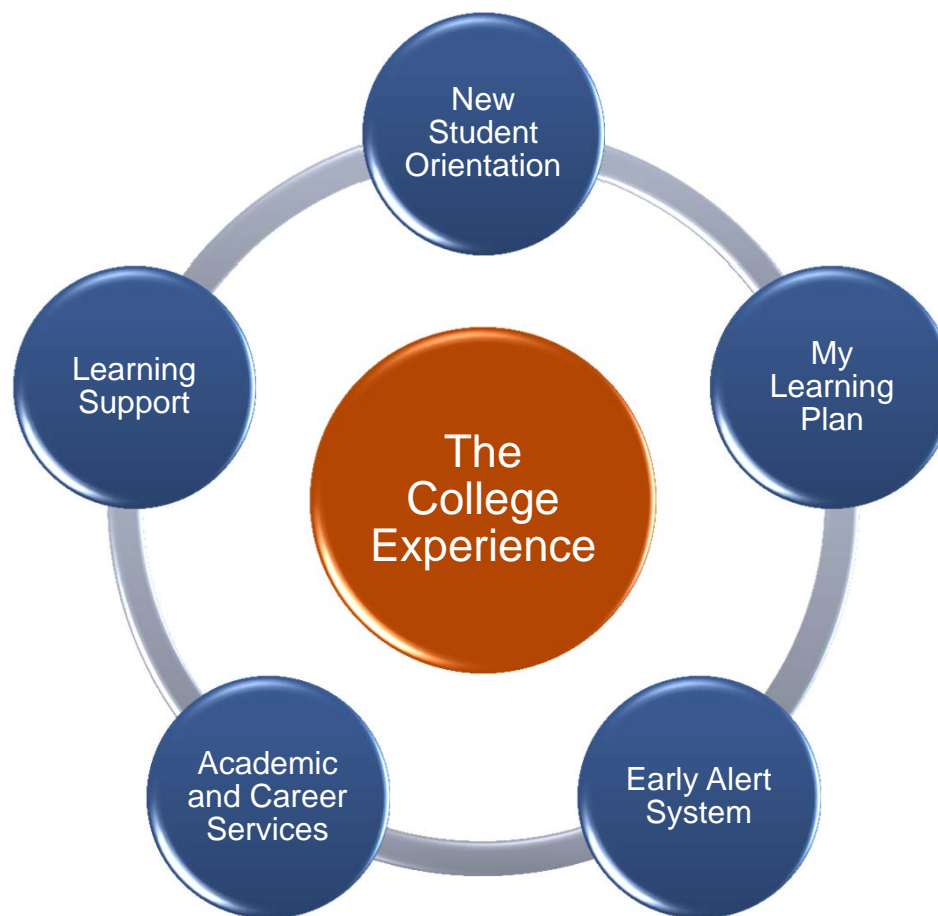 New
Student
Orientation
My
Learning
Plan
Learning
Support
The
College
Experience
Early Alert
System
Academic
and Career
Services